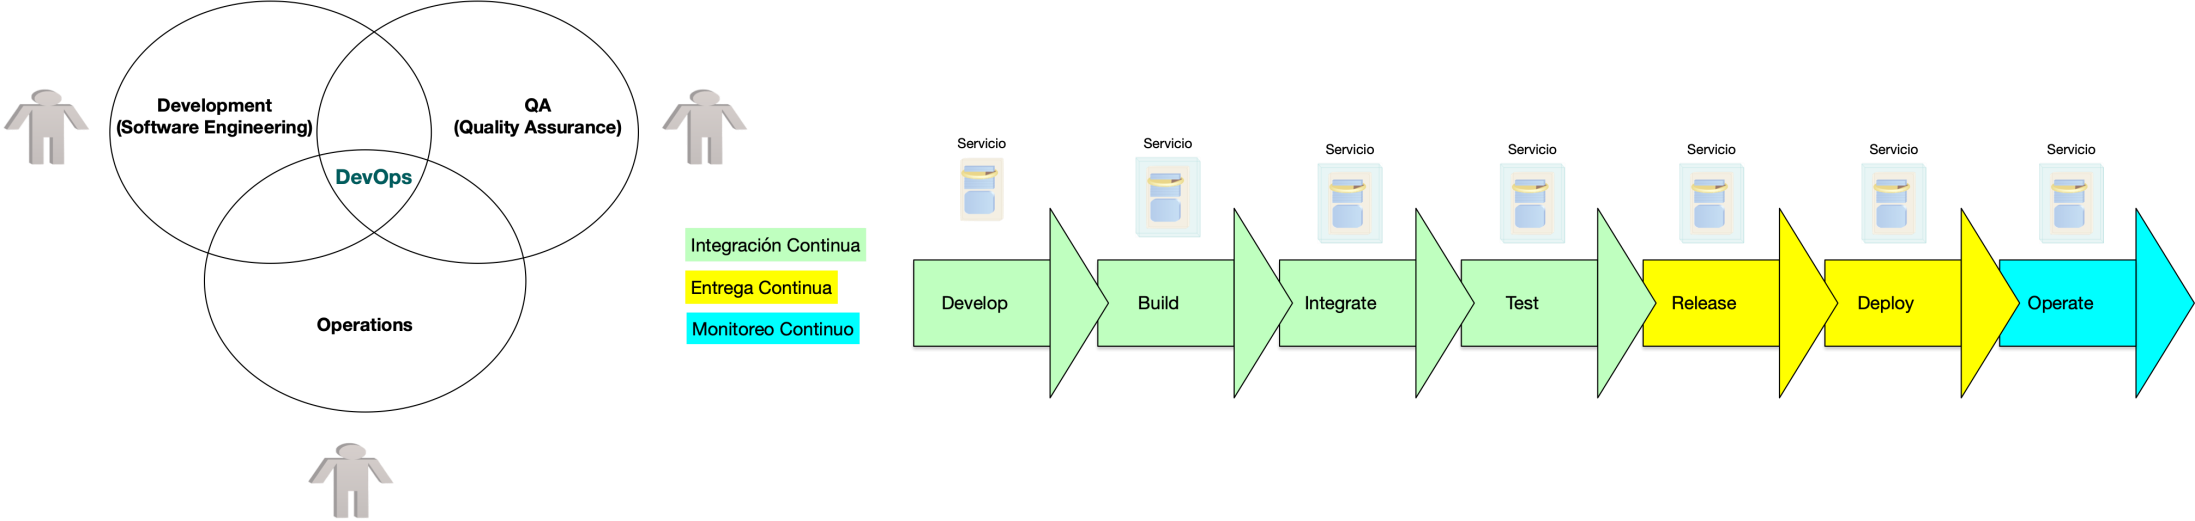 Development
(Software Engineering)
QA
(Quality Assurance)
DevOps
Operations
Integración Continua
Entrega Continua
Monitoreo Continuo
Servicio
Servicio
Servicio
Servicio
Servicio
Servicio
Servicio
Develop
Build
Integrate
Test
Release
Deploy
Operate